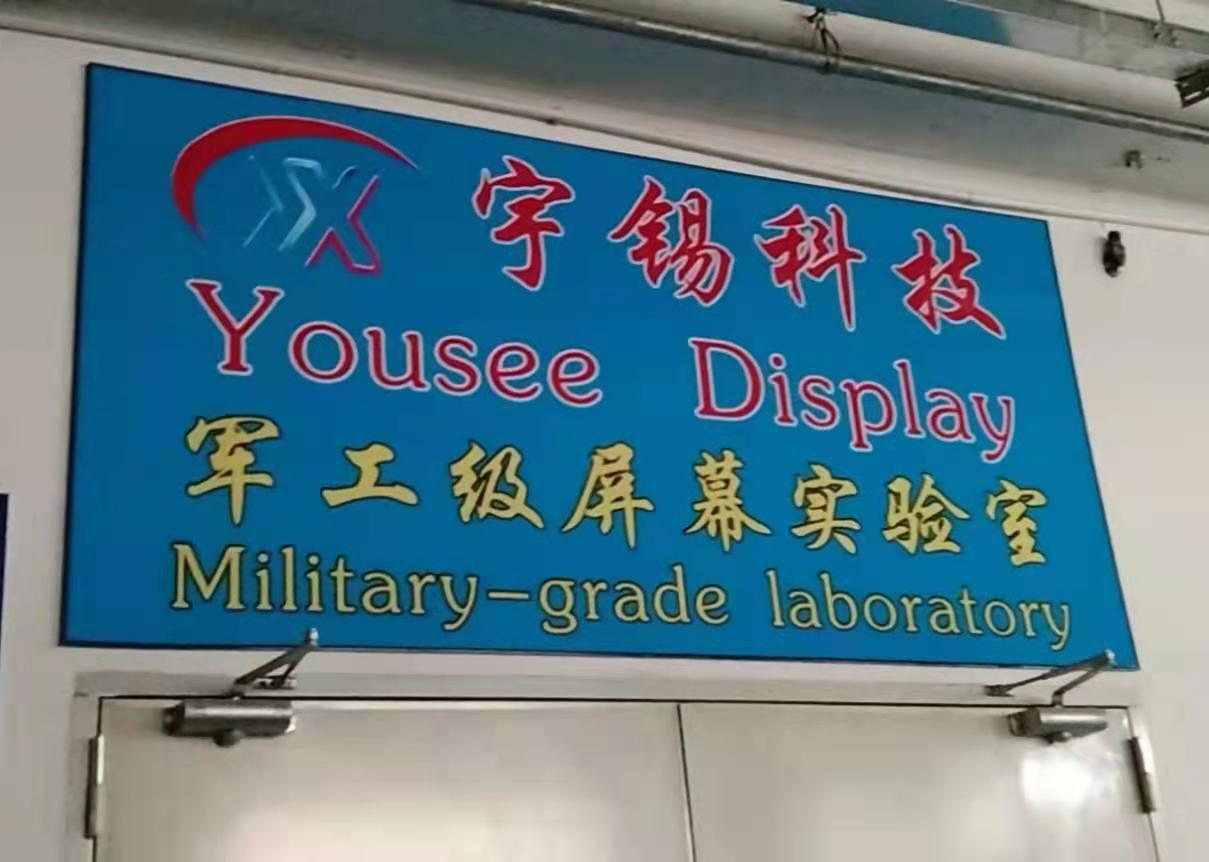 宇锡科技
Yousee Display
军工级屏幕实验室
Military-grade laboratory